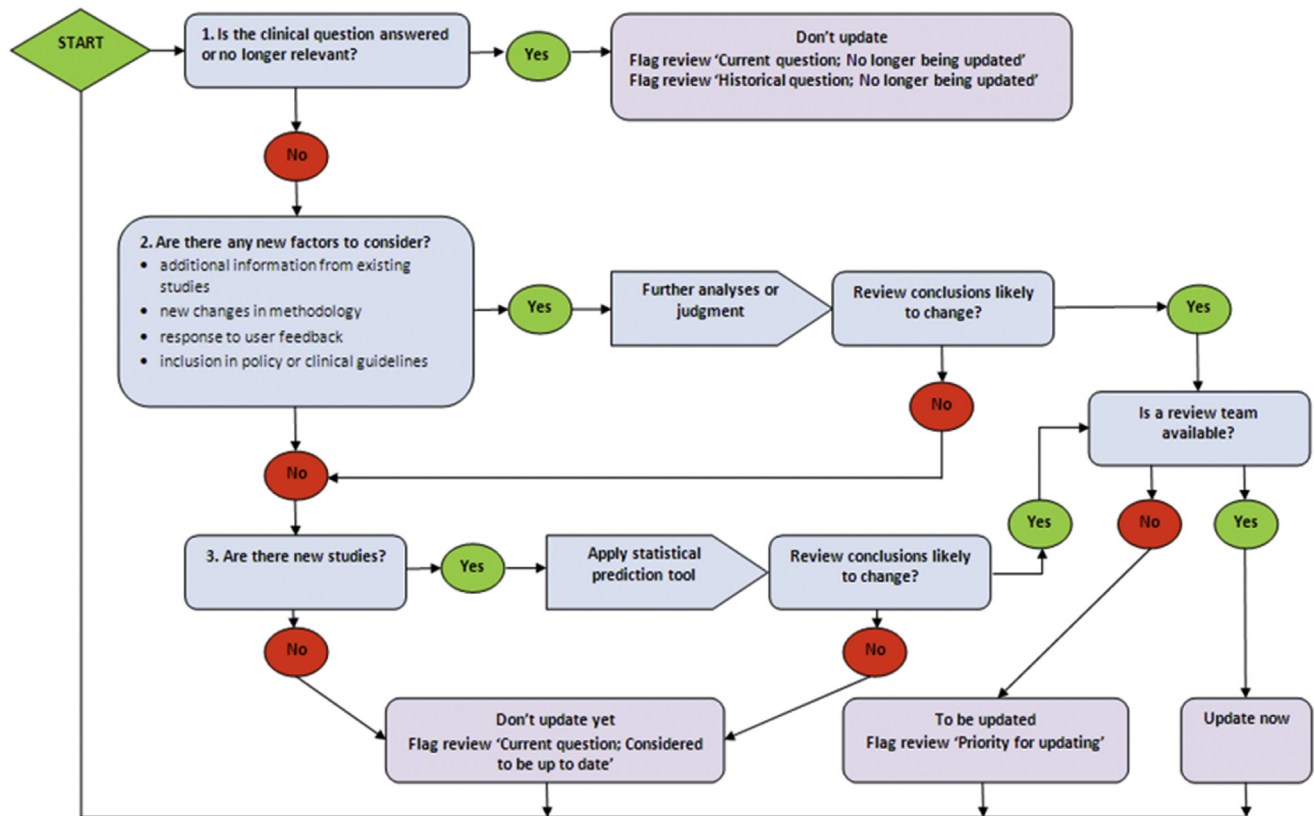 START
1. Is the clinical question answered
or no longer relevant?
Yes
Don't update
Flag review ‘Current question; No longer being updated’
Flag review ‘Historical question; No longer being updated’
No
2. Are there any new factors to consider?
• additional information from existing
studies
• new changes in methodology
• response to user feedback
• inclusion in policy or clinical guidelines
Yes
Further analyses or
judgment
Review conclusions likely
to change?
Yes
No
Is a review team
available?
No
Yes
No
Yes
3. Are there new studies?
Yes
Apply statistical
prediction tool
Review conclusions likely
to change?
No
No
Don't update yet
Flag review ‘Current question; Considered
to be up to date’
To be updated
Flag review ‘Priority for updating’
Update now